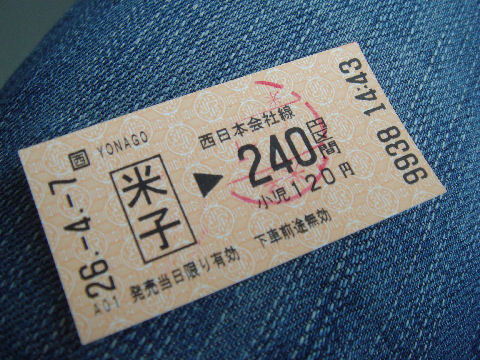 YONAGO
米子
西日本会社線
▶ 240円区間
小児120円
発売当日限り有効 下車前途無効
回 26.-4.-7
A01
9938 14:43